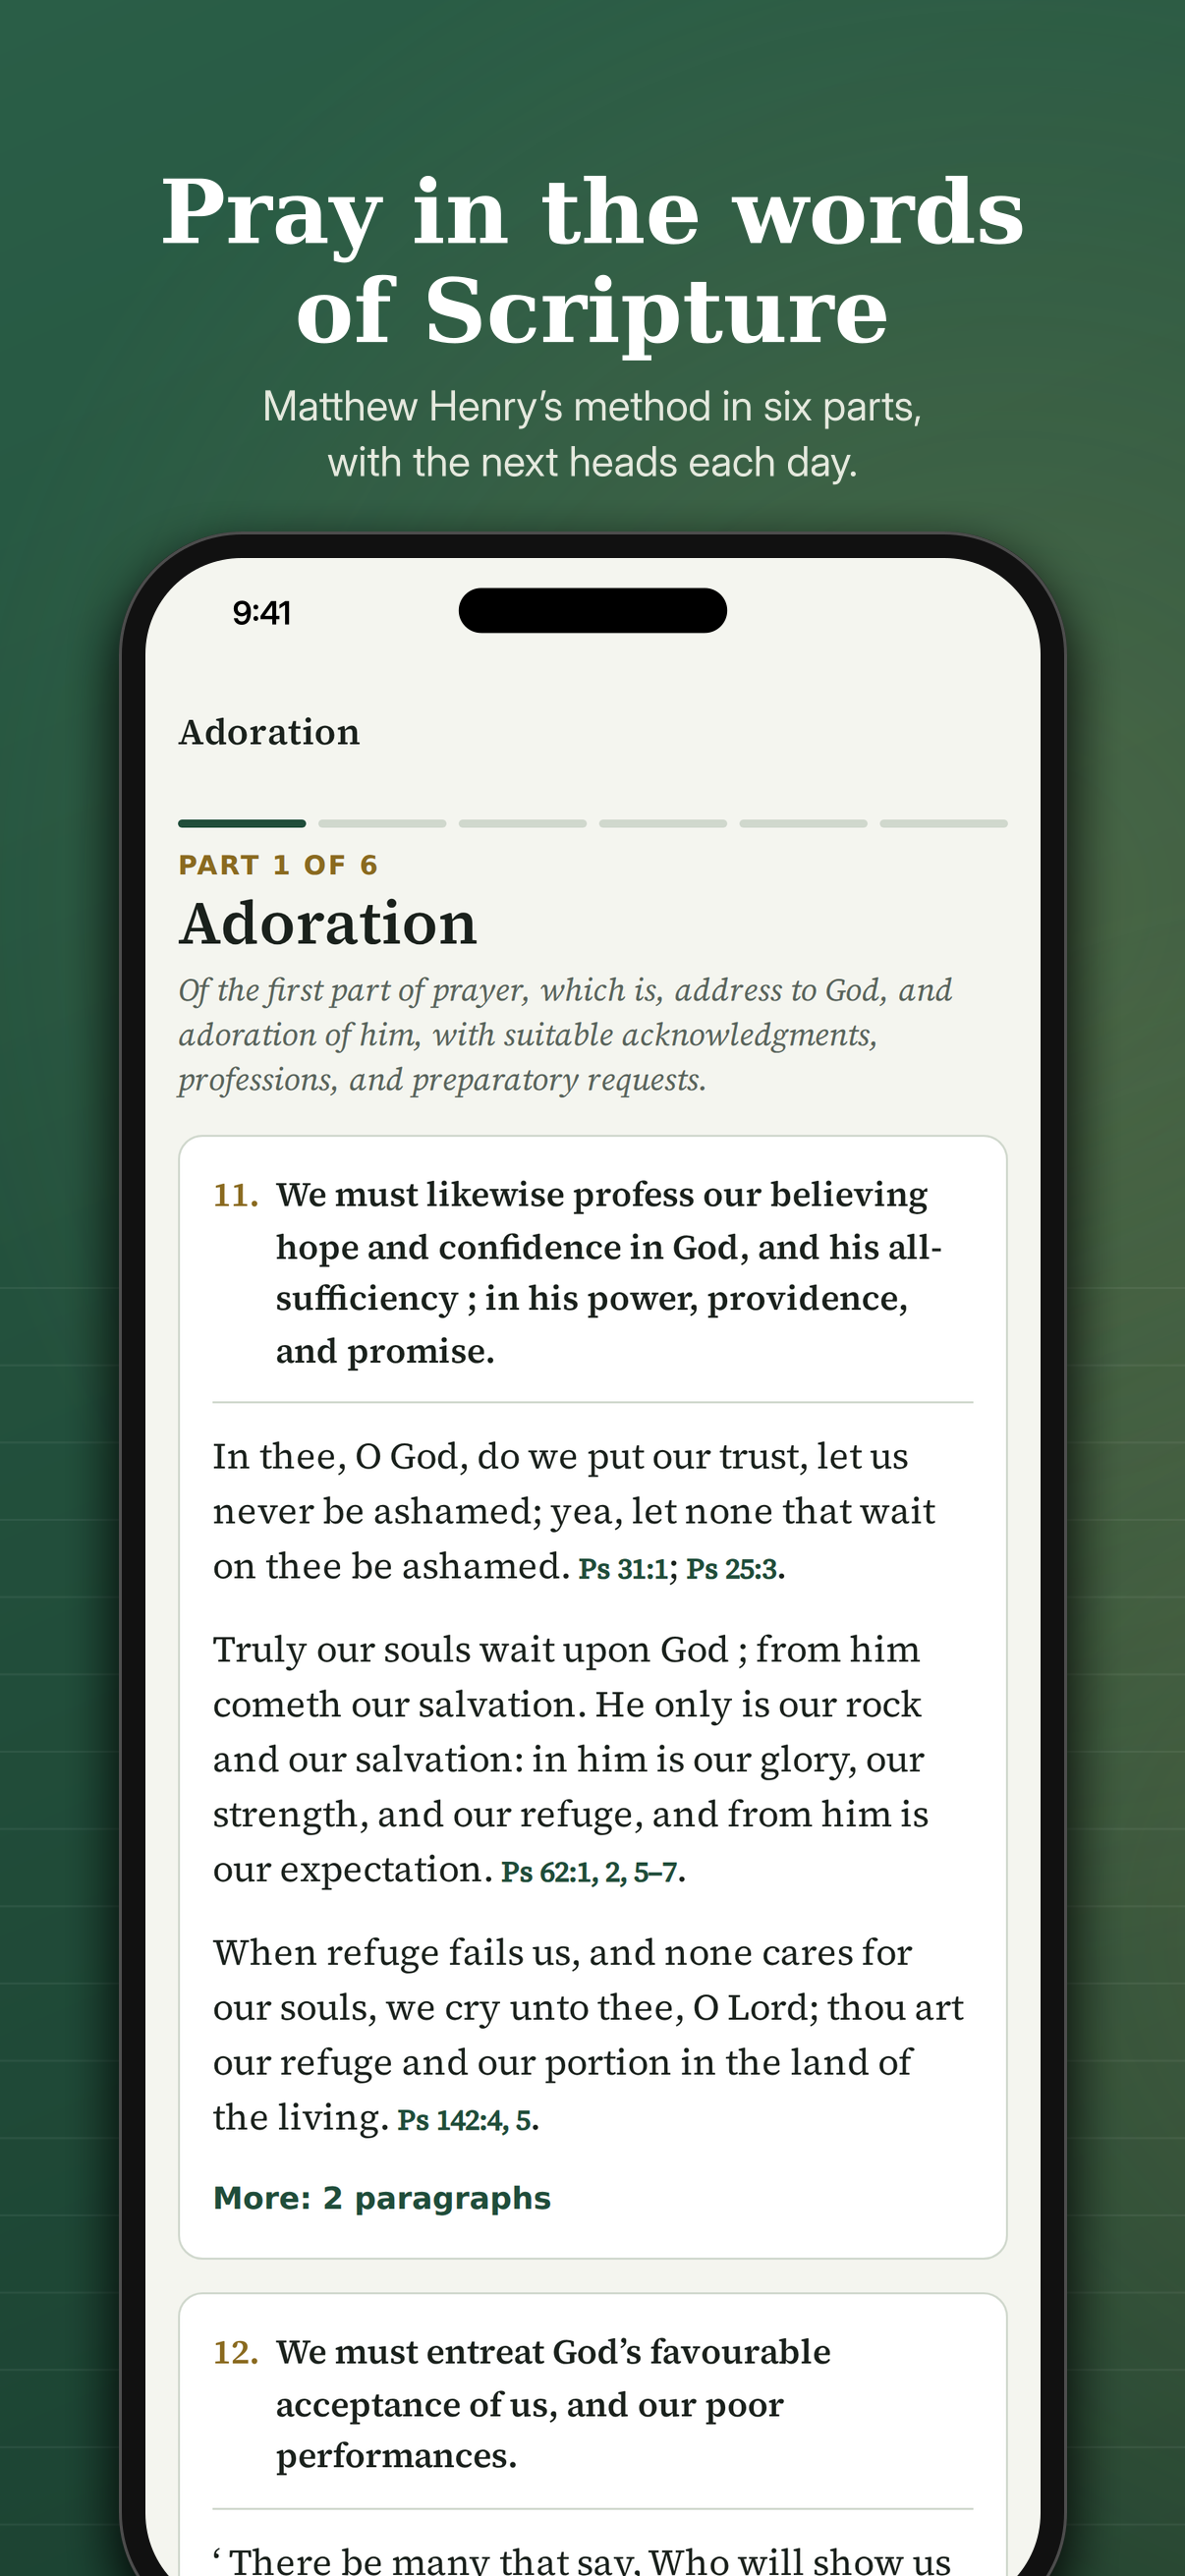 Pray in the words
of Scripture
Matthew Henry’s method in six parts,
with the next heads each day.
9:41
Adoration
PART 1 OF 6
Adoration
Of the first part of prayer, which is, address to God, and
adoration of him, with suitable acknowledgments,
professions, and preparatory requests.
11. We must likewise profess our believing
hope and confidence in God, and his all-
sufficiency ; in his power, providence,
and promise.
In thee, O God, do we put our trust, let us
never be ashamed; yea, let none that wait
on thee be ashamed. Ps 31:1; Ps 25:3.
Truly our souls wait upon God ; from him
cometh our salvation. He only is our rock
and our salvation: in him is our glory, our
strength, and our refuge, and from him is
our expectation. Ps 62:1, 2, 5–7.
When refuge fails us, and none cares for
our souls, we cry unto thee, O Lord; thou art
our refuge and our portion in the land of
the living. Ps 142:4, 5.
More: 2 paragraphs
12. We must entreat God’s favourable
acceptance of us, and our poor
performances.
‘ There be many that say, Who will show us